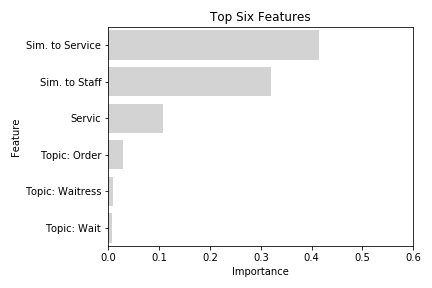 Top Six Features
Sim. to Service
Sim. to Staff
Servic
Topic: Order
Topic: Waitress
Topic: Wait
Feature
0.0 0.1 0.2 0.3 0.4 0.5 0.6
Importance